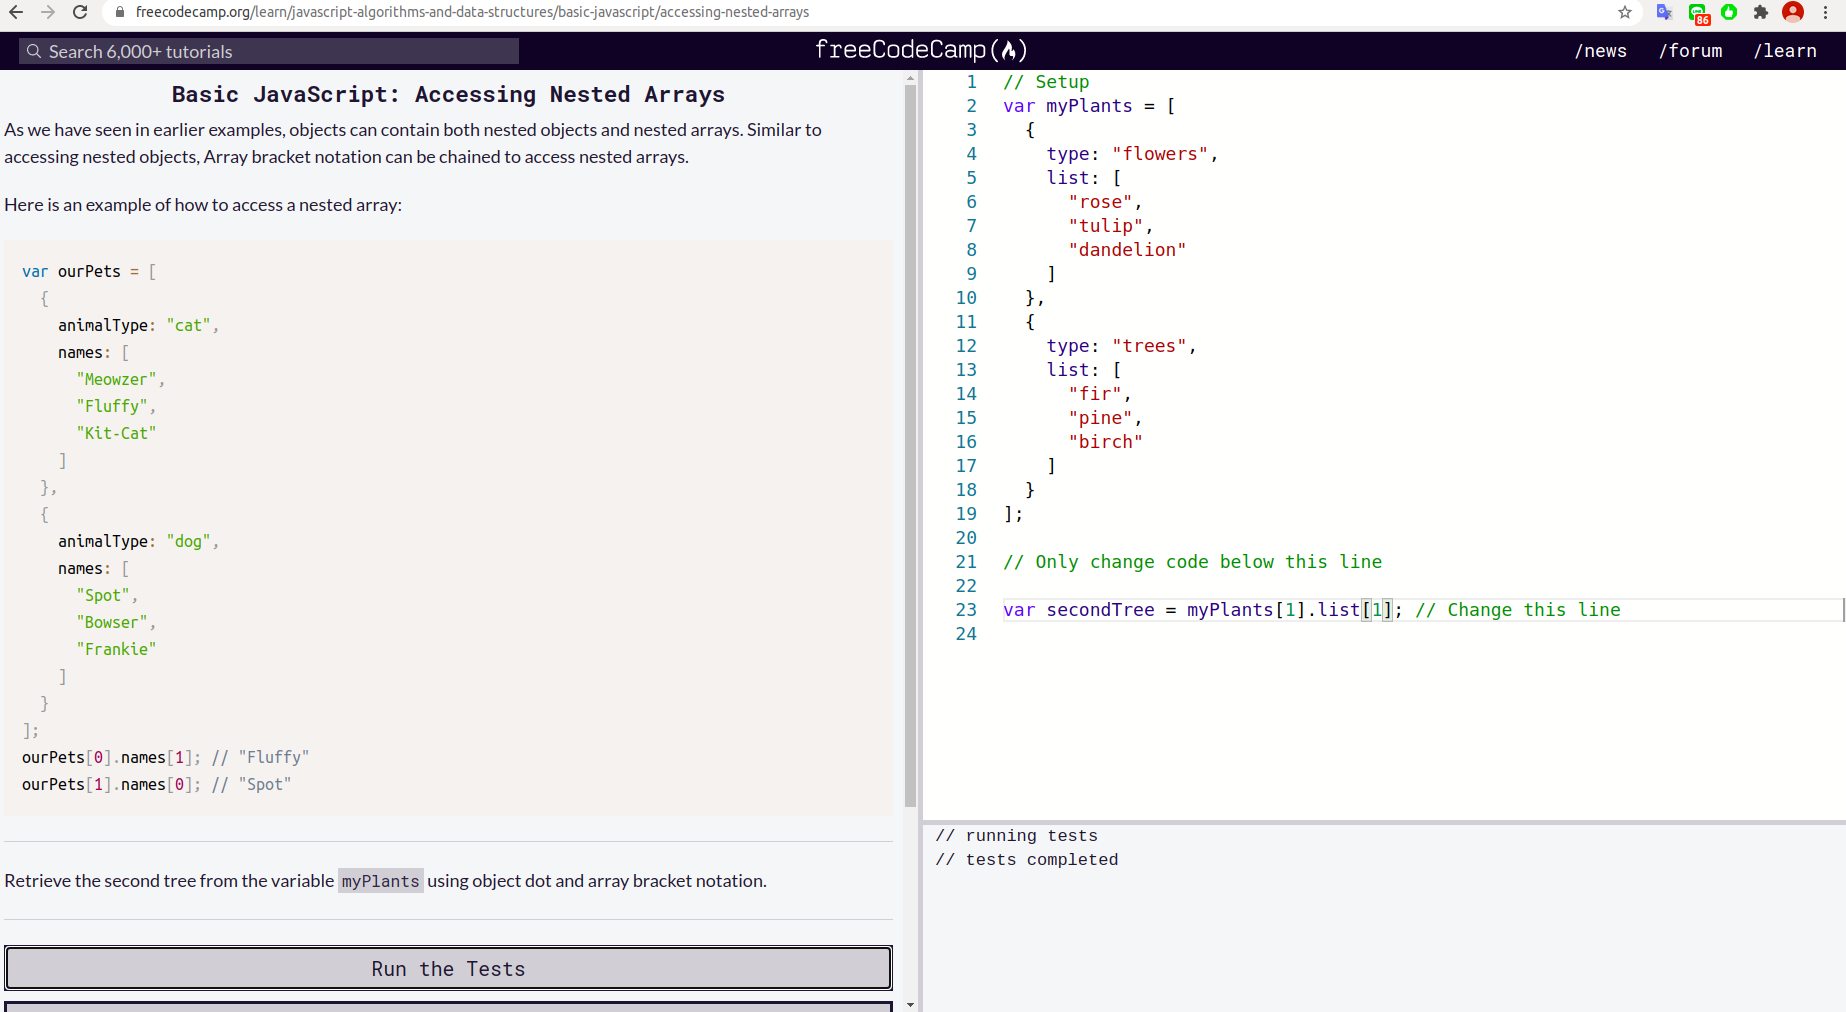 freecodecamp.org/learn/javascript-algorithms-and-data-structures/basic-javascript/accessing-nested-arrays
86
Search 6,000+ tutorials
freeCodeCamp
/news
/forum
/learn
Basic JavaScript: Accessing Nested Arrays
As we have seen in earlier examples, objects can contain both nested objects and nested arrays. Similar to
accessing nested objects, Array bracket notation can be chained to access nested arrays.
Here is an example of how to access a nested array:
var ourPets = [
{
animalType: "cat",
names: [
"Meowzer",
"Fluffy",
"Kit-Cat"
]
},
{
animalType: "dog",
names: [
"Spot",
"Bowser",
"Frankie"
]
}
];
ourPets[0].names[1]; // "Fluffy"
ourPets[1].names[0]; // "Spot"
Retrieve the second tree from the variable myPlants using object dot and array bracket notation.
Run the Tests
1 // Setup
2 var myPlants = [
3 {
4 type: "flowers",
5 list: [
6 "rose",
7 "tulip",
8 "dandelion"
9 ]
10 },
11 {
12 type: "trees",
13 list: [
14 "fir",
15 "pine",
16 "birch"
17 ]
18 }
19 ];
20
21 // Only change code below this line
22
23 var secondTree = myPlants[1].list[1]; // Change this line
24
// running tests
// tests completed